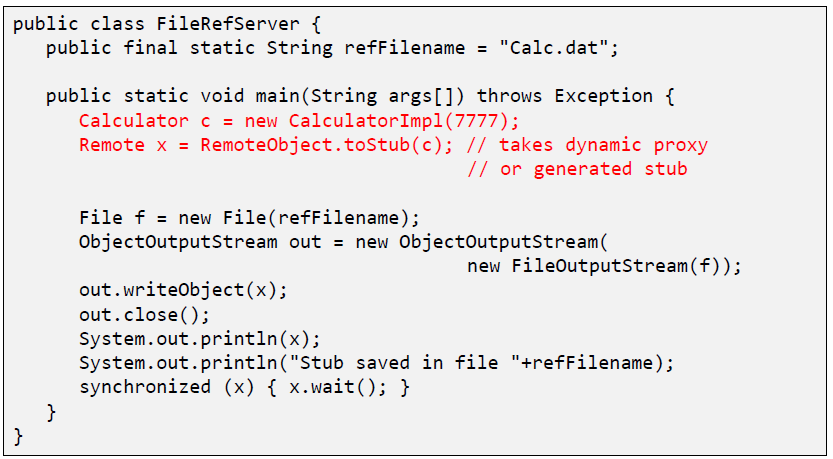 public class FileRefServer {
   public final static String refFilename = "Calc.dat";

   public static void main(String args[]) throws Exception {
      Calculator c = new CalculatorImpl(7777);
      Remote x = RemoteObject.toStub(c); // takes dynamic proxy
                                         // or generated stub

      File f = new File(refFilename);
      ObjectOutputStream out = new ObjectOutputStream(
                                         new FileOutputStream(f));
      out.writeObject(x);
      out.close();
      System.out.println(x);
      System.out.println("Stub saved in file "+refFilename);
      synchronized (x) { x.wait(); }
   }
}